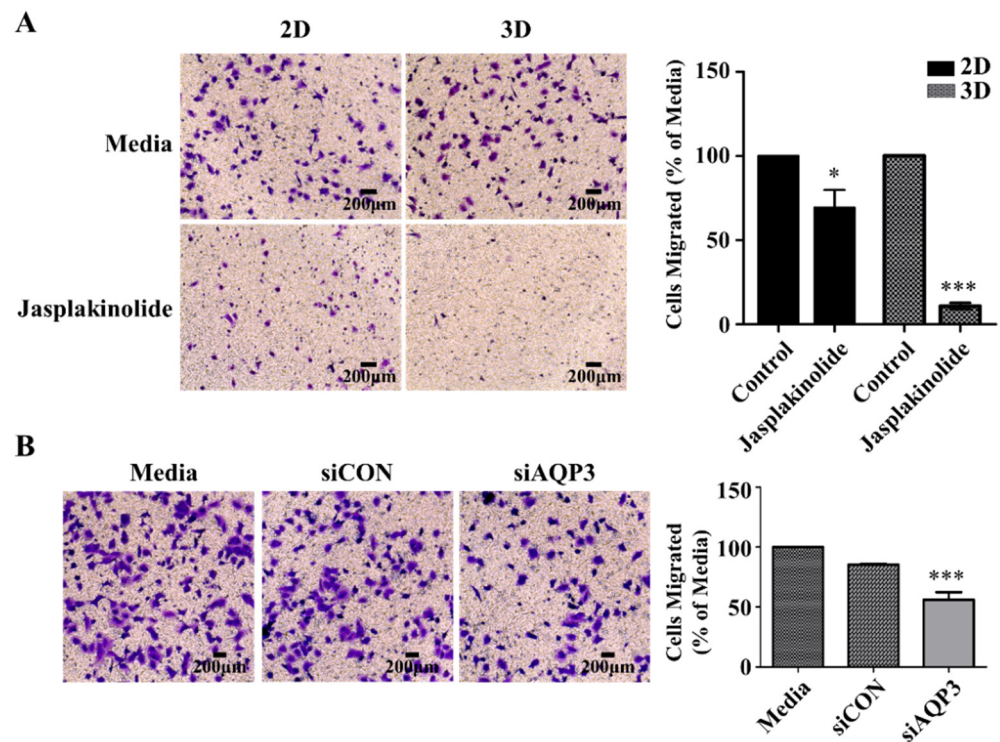 A
2D
3D
Media
200μm
200μm
Jasplakinolide
200μm
200μm
2D
3D
Cells Migrated (% of Media)
150
100
50
0
*
***
Control
Jasplakinolide
Control
Jasplakinolide
B
Media
siCON
siAQP3
200μm
200μm
200μm
Cells Migrated
(% of Media)
150
100
50
0
***
Media
siCON
siAQP3